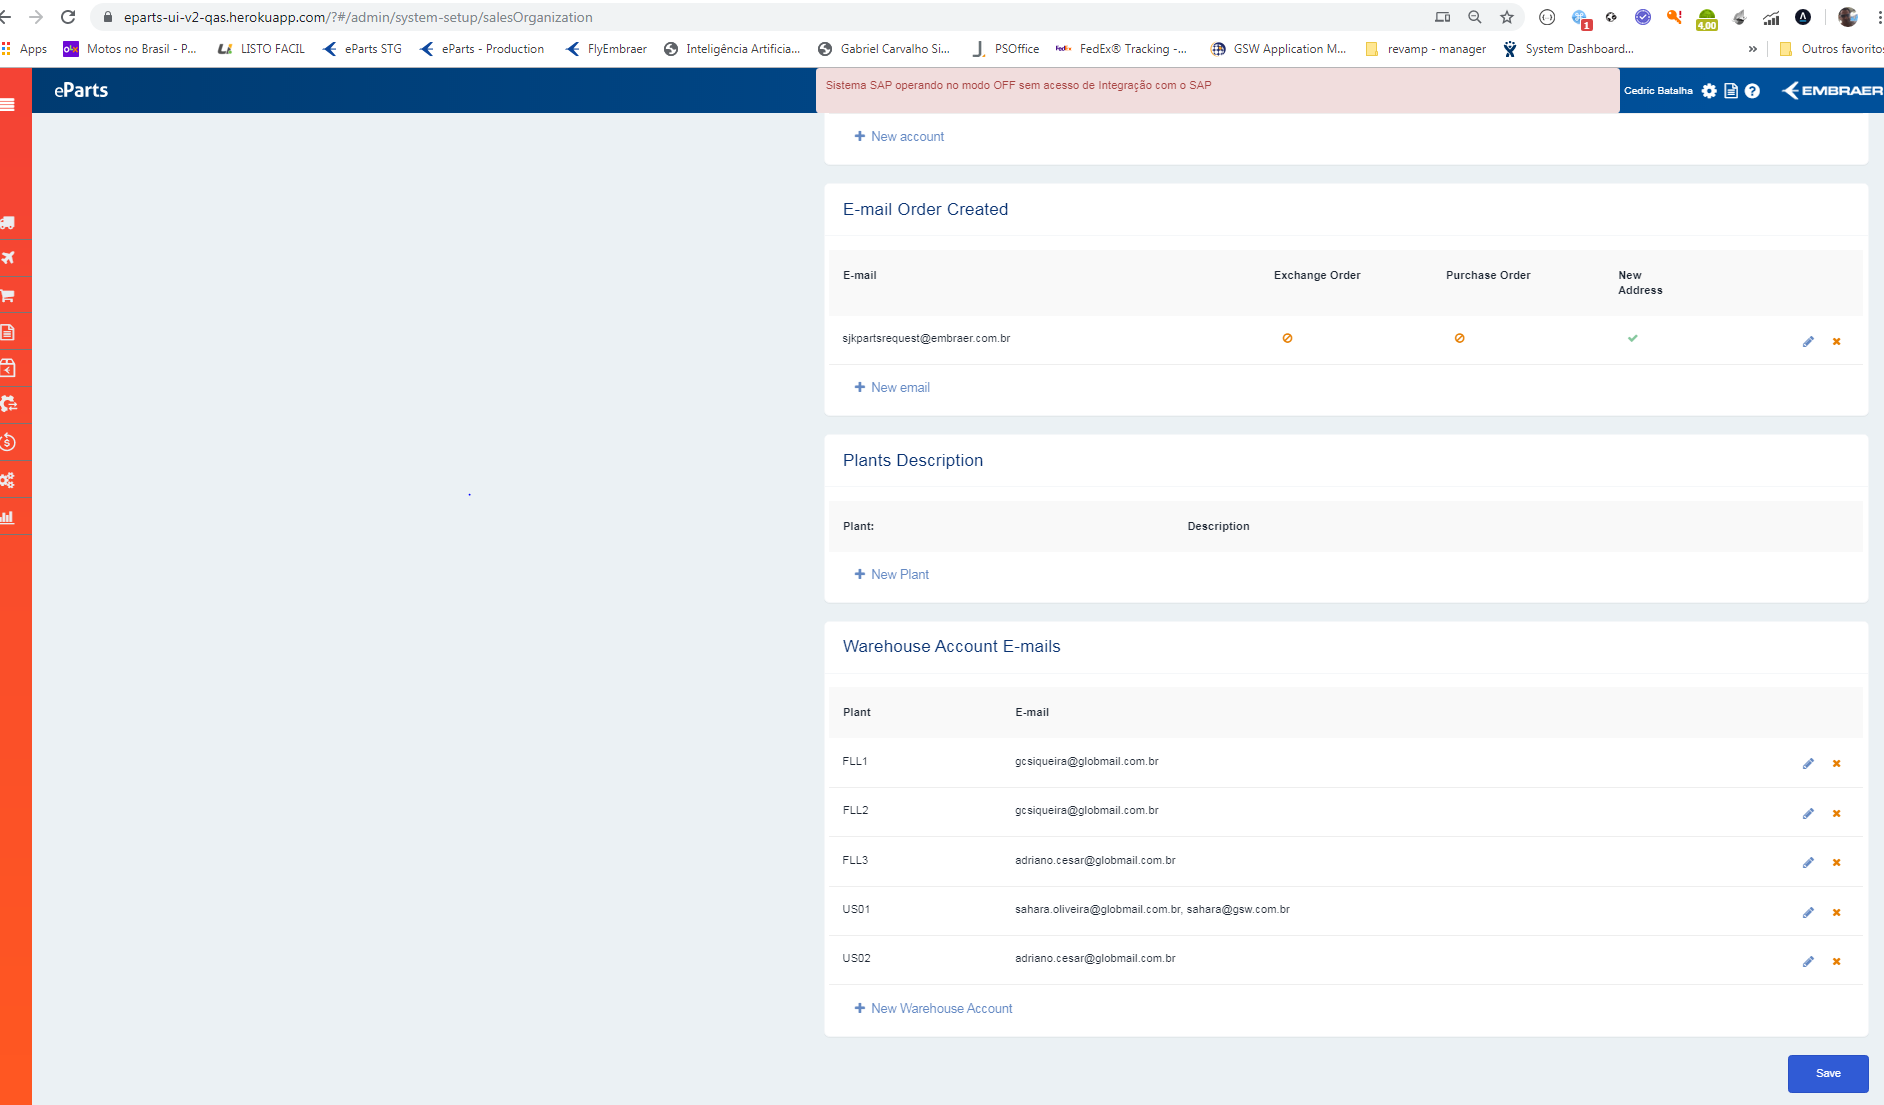 eparts-ui-v2-qas.herokuapp.com/?#/admin/system-setup/salesOrganization
1
4,00
Apps
olx
Motos no Brasil - P...
LISTO FACIL
eParts STG
eParts - Production
FlyEmbraer
Inteligência Artificia...
Gabriel Carvalho Si...
PSOffice
FedEx
FedEx® Tracking -...
GSW Application M...
revamp - manager
System Dashboard...
»
Outros favoritos
eParts
Sistema SAP operando no modo OFF sem acesso de Integração com o SAP
Cedric Batalha
EMBRAER
New account
E-mail Order Created
E-mail
Exchange Order
Purchase Order
New
Address
sjkpartsrequest@embraer.com.br
New email
Plants Description
Plant:
Description
New Plant
Warehouse Account E-mails
Plant
E-mail
FLL1
gcsiqueira@globmail.com.br
FLL2
gcsiqueira@globmail.com.br
FLL3
adriano.cesar@globmail.com.br
US01
sahara.oliveira@globmail.com.br, sahara@gsw.com.br
US02
adriano.cesar@globmail.com.br
New Warehouse Account
Save